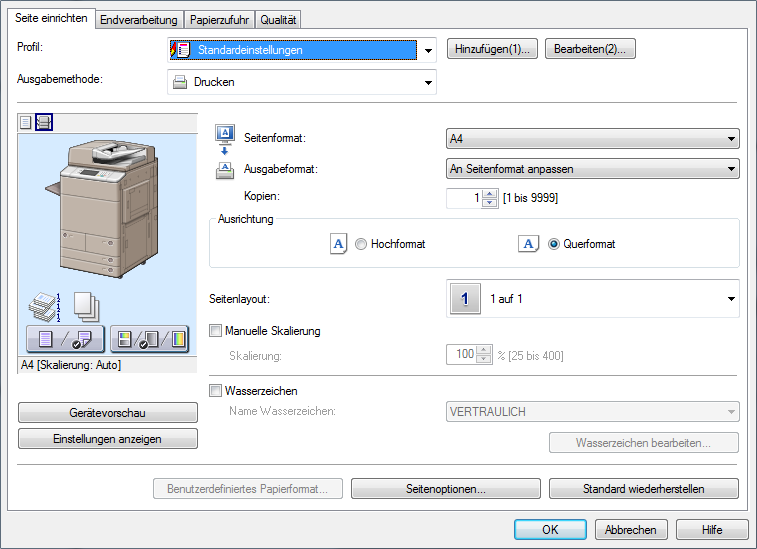 Seite einrichten Endverarbeitung Papierzufuhr Qualität
Profil: Standardeinstellungen Hinzufügen(1)... Bearbeiten(2)...
Ausgabemethode: Drucken
Seitenformat: A4
Ausgabeformat: An Seitenformat anpassen
Kopien: 1 [1 bis 9999]
Ausrichtung
A Hochformat A Querformat
Seitenlayout: 1 1 auf 1
Manuelle Skalierung
Skalierung: 100 % [25 bis 400]
A4 [Skalierung: Auto]
Wasserzeichen
Name Wasserzeichen: VERTRAULICH
Gerätevorschau
Einstellungen anzeigen
Wasserzeichen bearbeiten...
Benutzerdefiniertes Papierformat... Seitenoptionen... Standard wiederherstellen
OK Abbrechen Hilfe